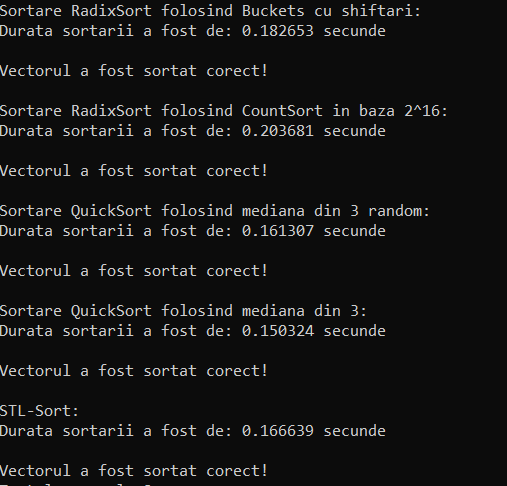 Sortare RadixSort folosind Buckets cu shiftari:
Durata sortarii a fost de: 0.182653 secunde
Vectorul a fost sortat corect!
Sortare RadixSort folosind CountSort in baza 2^16:
Durata sortarii a fost de: 0.203681 secunde
Vectorul a fost sortat corect!
Sortare QuickSort folosind mediana din 3 random:
Durata sortarii a fost de: 0.161307 secunde
Vectorul a fost sortat corect!
Sortare QuickSort folosind mediana din 3:
Durata sortarii a fost de: 0.150324 secunde
Vectorul a fost sortat corect!
STL-Sort:
Durata sortarii a fost de: 0.166639 secunde
Vectorul a fost sortat corect!